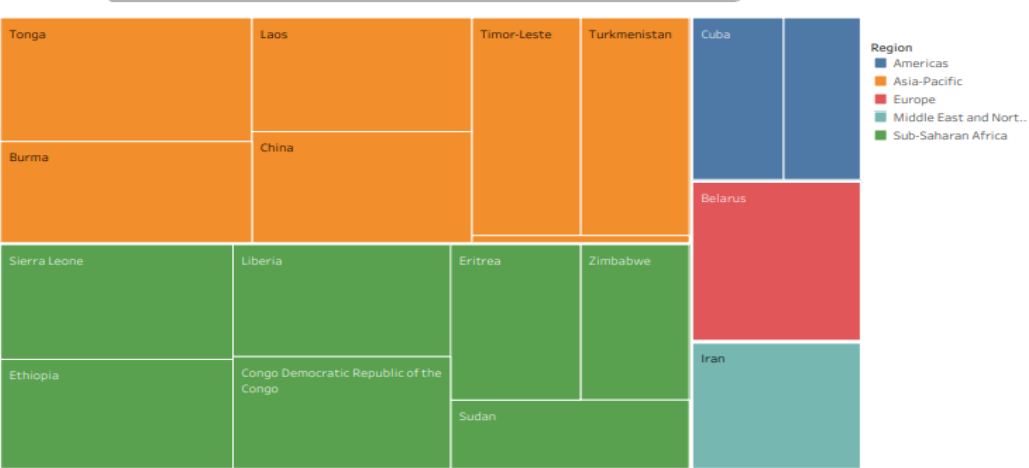 Tonga
Laos
Timor-Leste
Turkmenistan
Cuba
Burma
China
Belarus
Sierra Leone
Liberia
Eritrea
Zimbabwe
Ethiopia
Congo Democratic Republic of the
Congo
Sudan
Iran
Region
Americas
Asia-Pacific
Europe
Middle East and Nort..
Sub-Saharan Africa